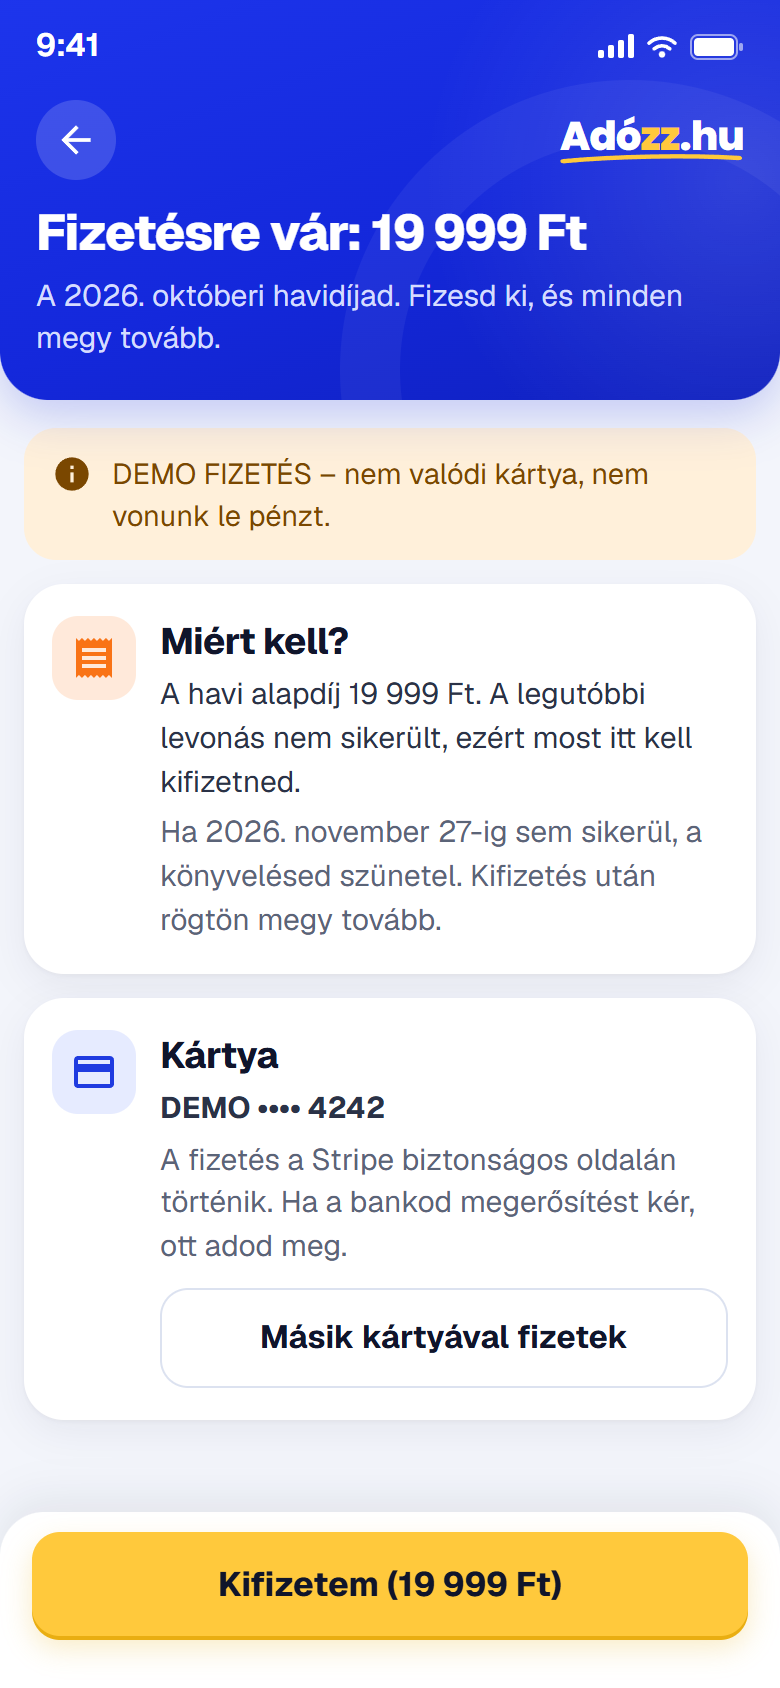 9:41
Adózz.hu
Fizetésre vár: 19 999 Ft
A 2026. októberi havidíjad. Fizesd ki, és minden
megy tovább.
DEMO FIZETÉS – nem valódi kártya, nem
vonunk le pénzt.
Miért kell?
A havi alapdíj 19 999 Ft. A legutóbbi
levonás nem sikerült, ezért most itt kell
kifizetned.
Ha 2026. november 27-ig sem sikerül, a
könyvelésed szünetel. Kifizetés után
rögtön megy tovább.
Kártya
DEMO •••• 4242
A fizetés a Stripe biztonságos oldalán
történik. Ha a bankod megerősítést kér,
ott adod meg.
Másik kártyával fizetek
Kifizetem (19 999 Ft)